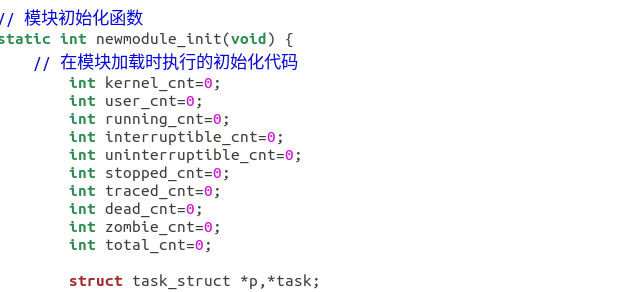 // 模块初始化函数
static int newmodule_init(void) {
// 在模块加载时执行的初始化代码
int kernel_cnt=0;
int user_cnt=0;
int running_cnt=0;
int interruptible_cnt=0;
int uninterruptible_cnt=0;
int stopped_cnt=0;
int traced_cnt=0;
int dead_cnt=0;
int zombie_cnt=0;
int total_cnt=0;
struct task_struct *p,*task;